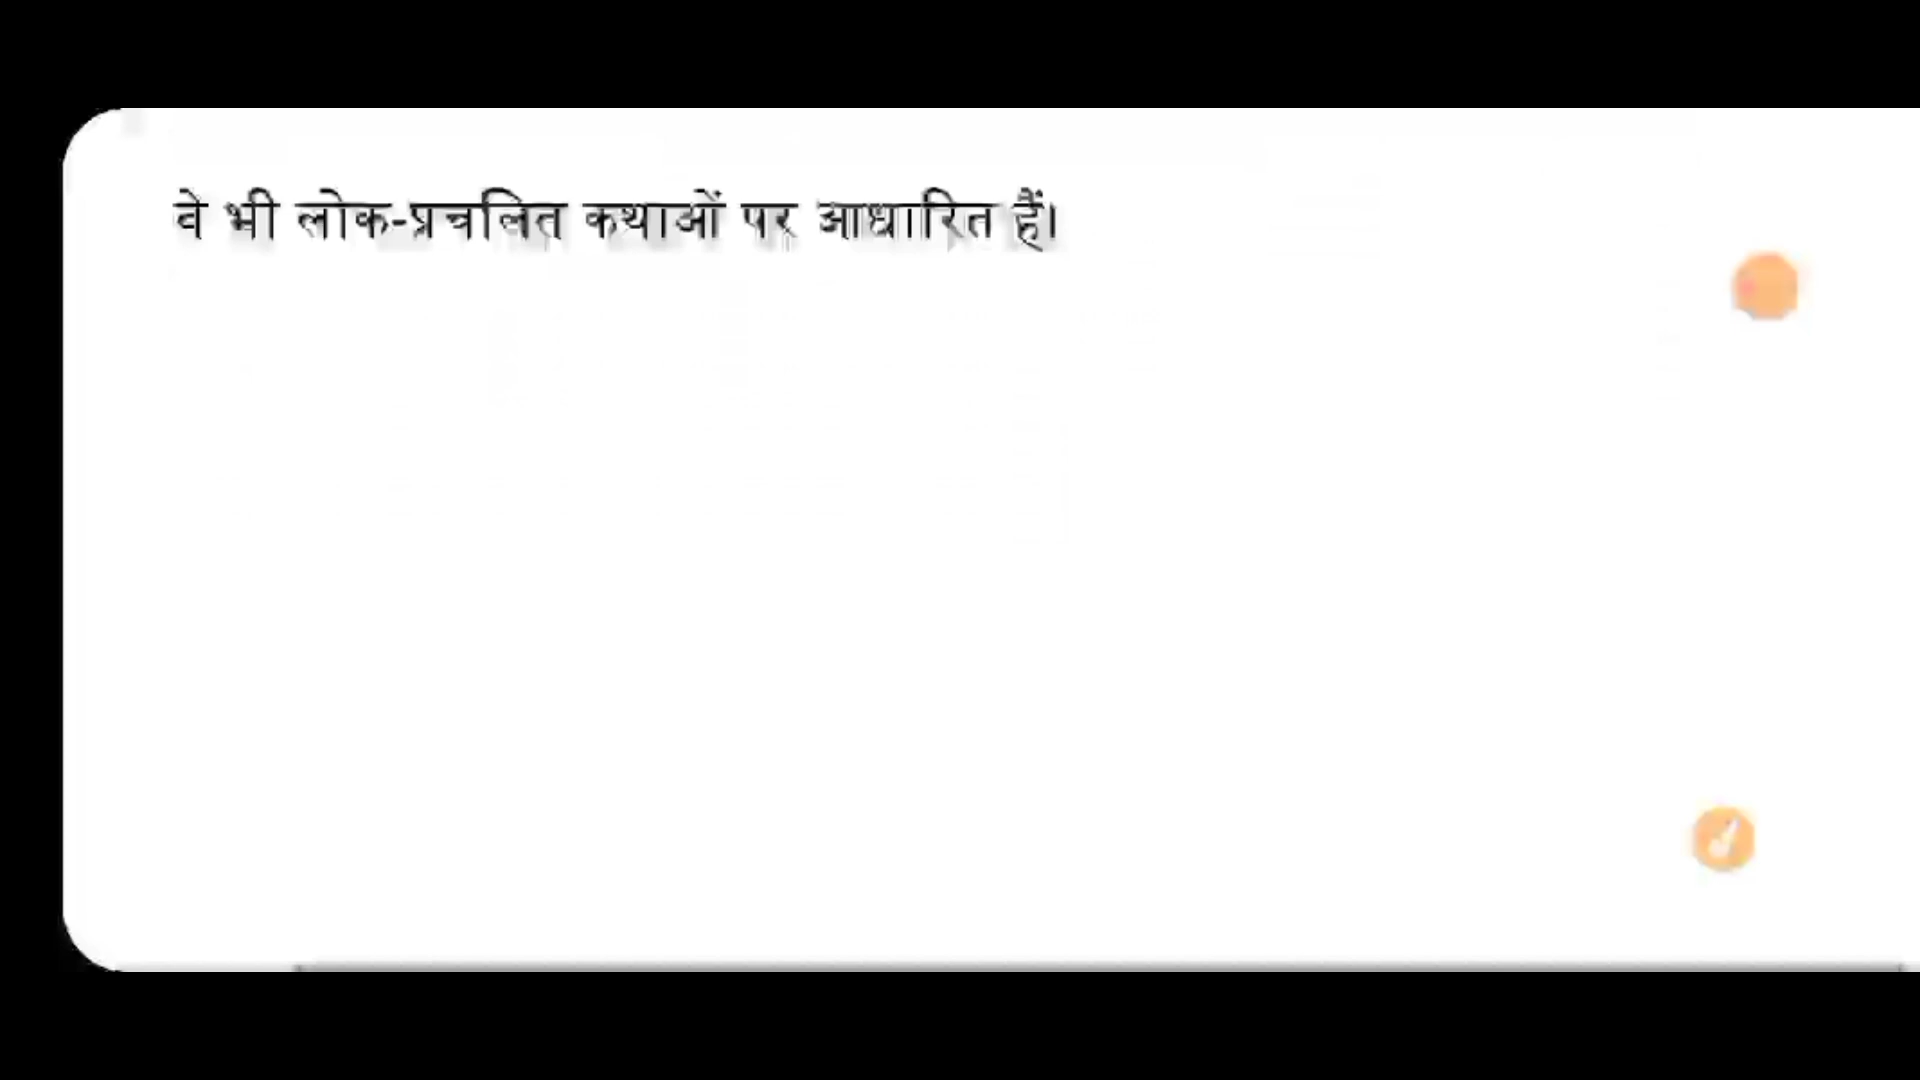 वे भी लोक-प्रचलित कथाओं पर आधारित हैं।